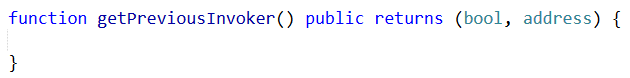 function getPreviousInvoker() public returns (bool, address) {
}